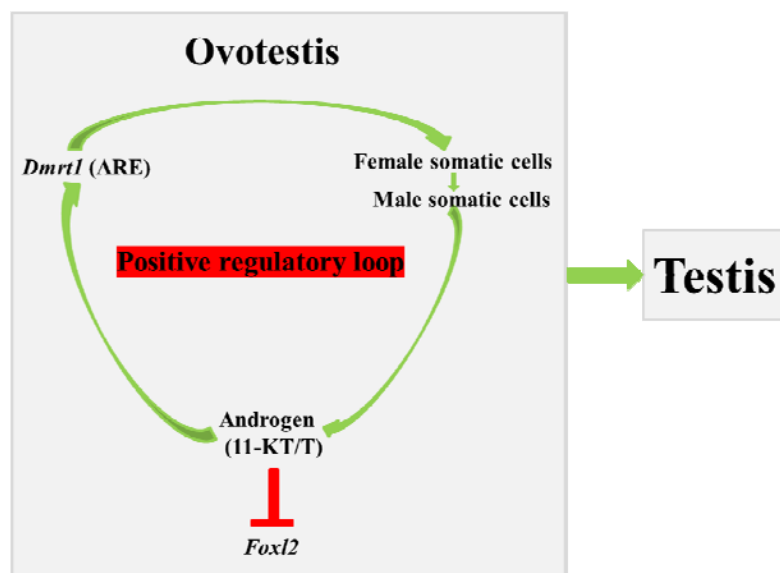 Ovotestis
Dmrt1 (ARE)
Female somatic cells
Male somatic cells
Positive regulatory loop
Testis
Androgen
(11-KT/T)
Foxl2